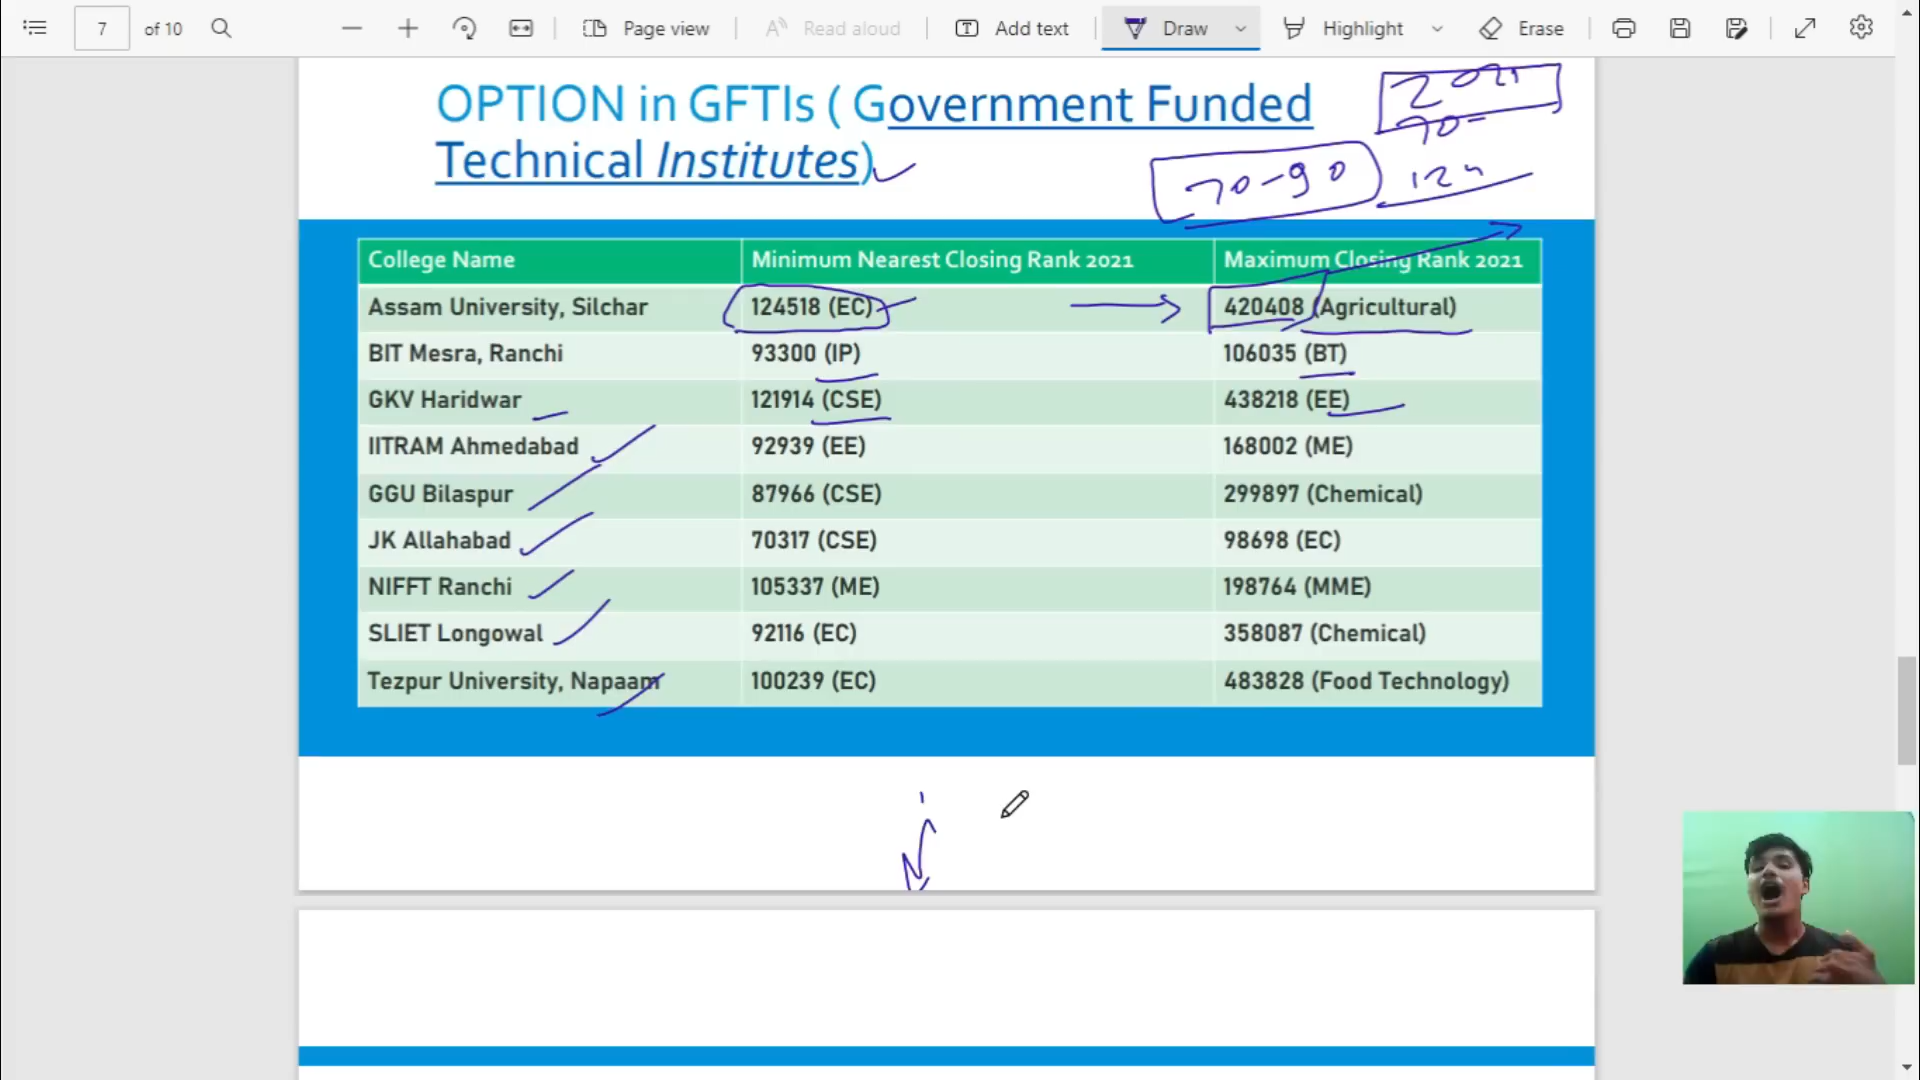 7 of 10 Page view Read aloud Add text Draw Highlight Erase
OPTION in GFTIs ( Government Funded
Technical Institutes)
2021
70-
70-90
124
College Name Minimum Nearest Closing Rank 2021 Maximum Closing Rank 2021
Assam University, Silchar 124518 (EC) 420408 (Agricultural)
BIT Mesra, Ranchi 93300 (IP) 106035 (BT)
GKV Haridwar 121914 (CSE) 438218 (EE)
IITRAM Ahmedabad 92939 (EE) 168002 (ME)
GGU Bilaspur 87966 (CSE) 299897 (Chemical)
JK Allahabad 70317 (CSE) 98698 (EC)
NIFFT Ranchi 105337 (ME) 198764 (MME)
SLIET Longowal 92116 (EC) 358087 (Chemical)
Tezpur University, Napaam 100239 (EC) 483828 (Food Technology)